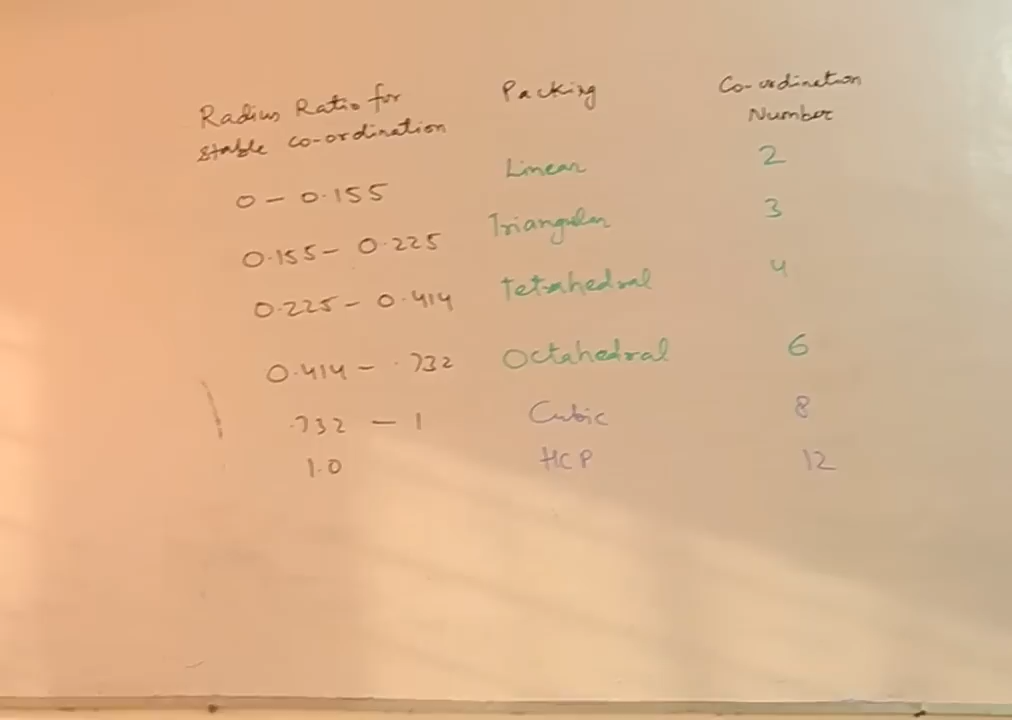 Radius Ratio for stable co-ordination Packing Co-ordination Number
0 - 0.155 Linear 2
0.155 - 0.225 Triangular 3
0.225 - 0.414 Tetrahedral 4
0.414 - .732 Octahedral 6
.732 - 1 Cubic 8
1.0 HCP 12